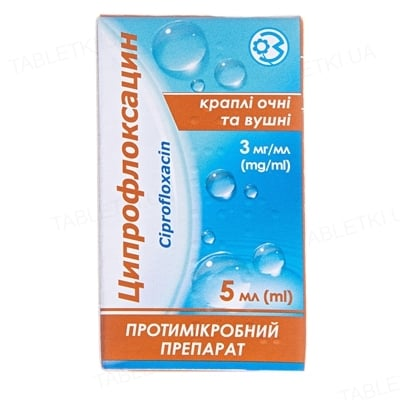 Ципрофлоксацин
Ciprofloxacin
краплі очні
та вушні
3 мг/мл
(mg/ml)
5 мл (ml)
ПРОТИМІКРОБНИЙ
ПРЕПАРАТ
TABLETKI.UA